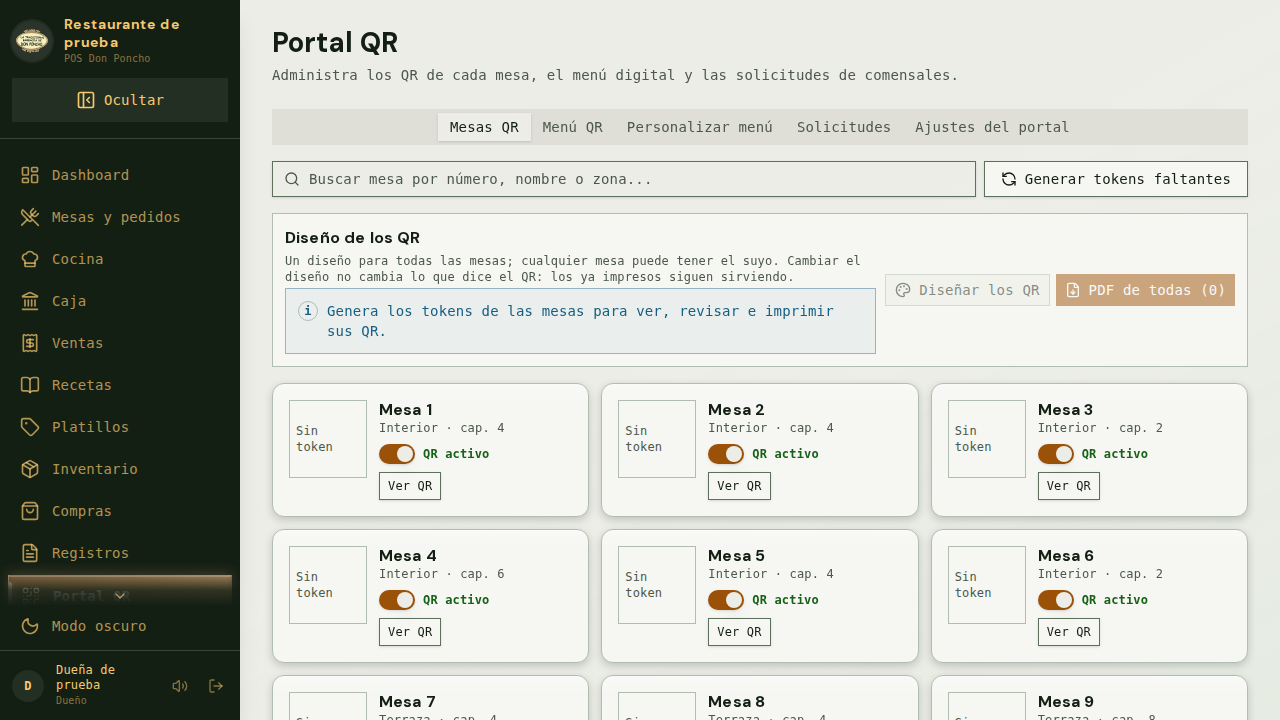 Restaurante de
prueba
POS Don Poncho
Ocultar
Dashboard
Mesas y pedidos
Cocina
Caja
Ventas
Recetas
Platillos
Inventario
Compras
Registros
Portal QR
Modo oscuro
D
Dueña de
prueba
Dueño
Portal QR
Administra los QR de cada mesa, el menú digital y las solicitudes de comensales.
Mesas QR Menú QR Personalizar menú Solicitudes Ajustes del portal
Buscar mesa por número, nombre o zona...
Generar tokens faltantes
Diseño de los QR
Un diseño para todas las mesas; cualquier mesa puede tener el suyo. Cambiar el
diseño no cambia lo que dice el QR: los ya impresos siguen sirviendo.
Genera los tokens de las mesas para ver, revisar e imprimir
sus QR.
Diseñar los QR
PDF de todas (0)
Sin
token
Mesa 1
Interior · cap. 4
QR activo
Ver QR
Sin
token
Mesa 2
Interior · cap. 4
QR activo
Ver QR
Sin
token
Mesa 3
Interior · cap. 2
QR activo
Ver QR
Sin
token
Mesa 4
Interior · cap. 6
QR activo
Ver QR
Sin
token
Mesa 5
Interior · cap. 4
QR activo
Ver QR
Sin
token
Mesa 6
Interior · cap. 2
QR activo
Ver QR
Mesa 7
Terraza · cap. 4
Mesa 8
Terraza · cap. 4
Mesa 9
Terraza · cap. 8